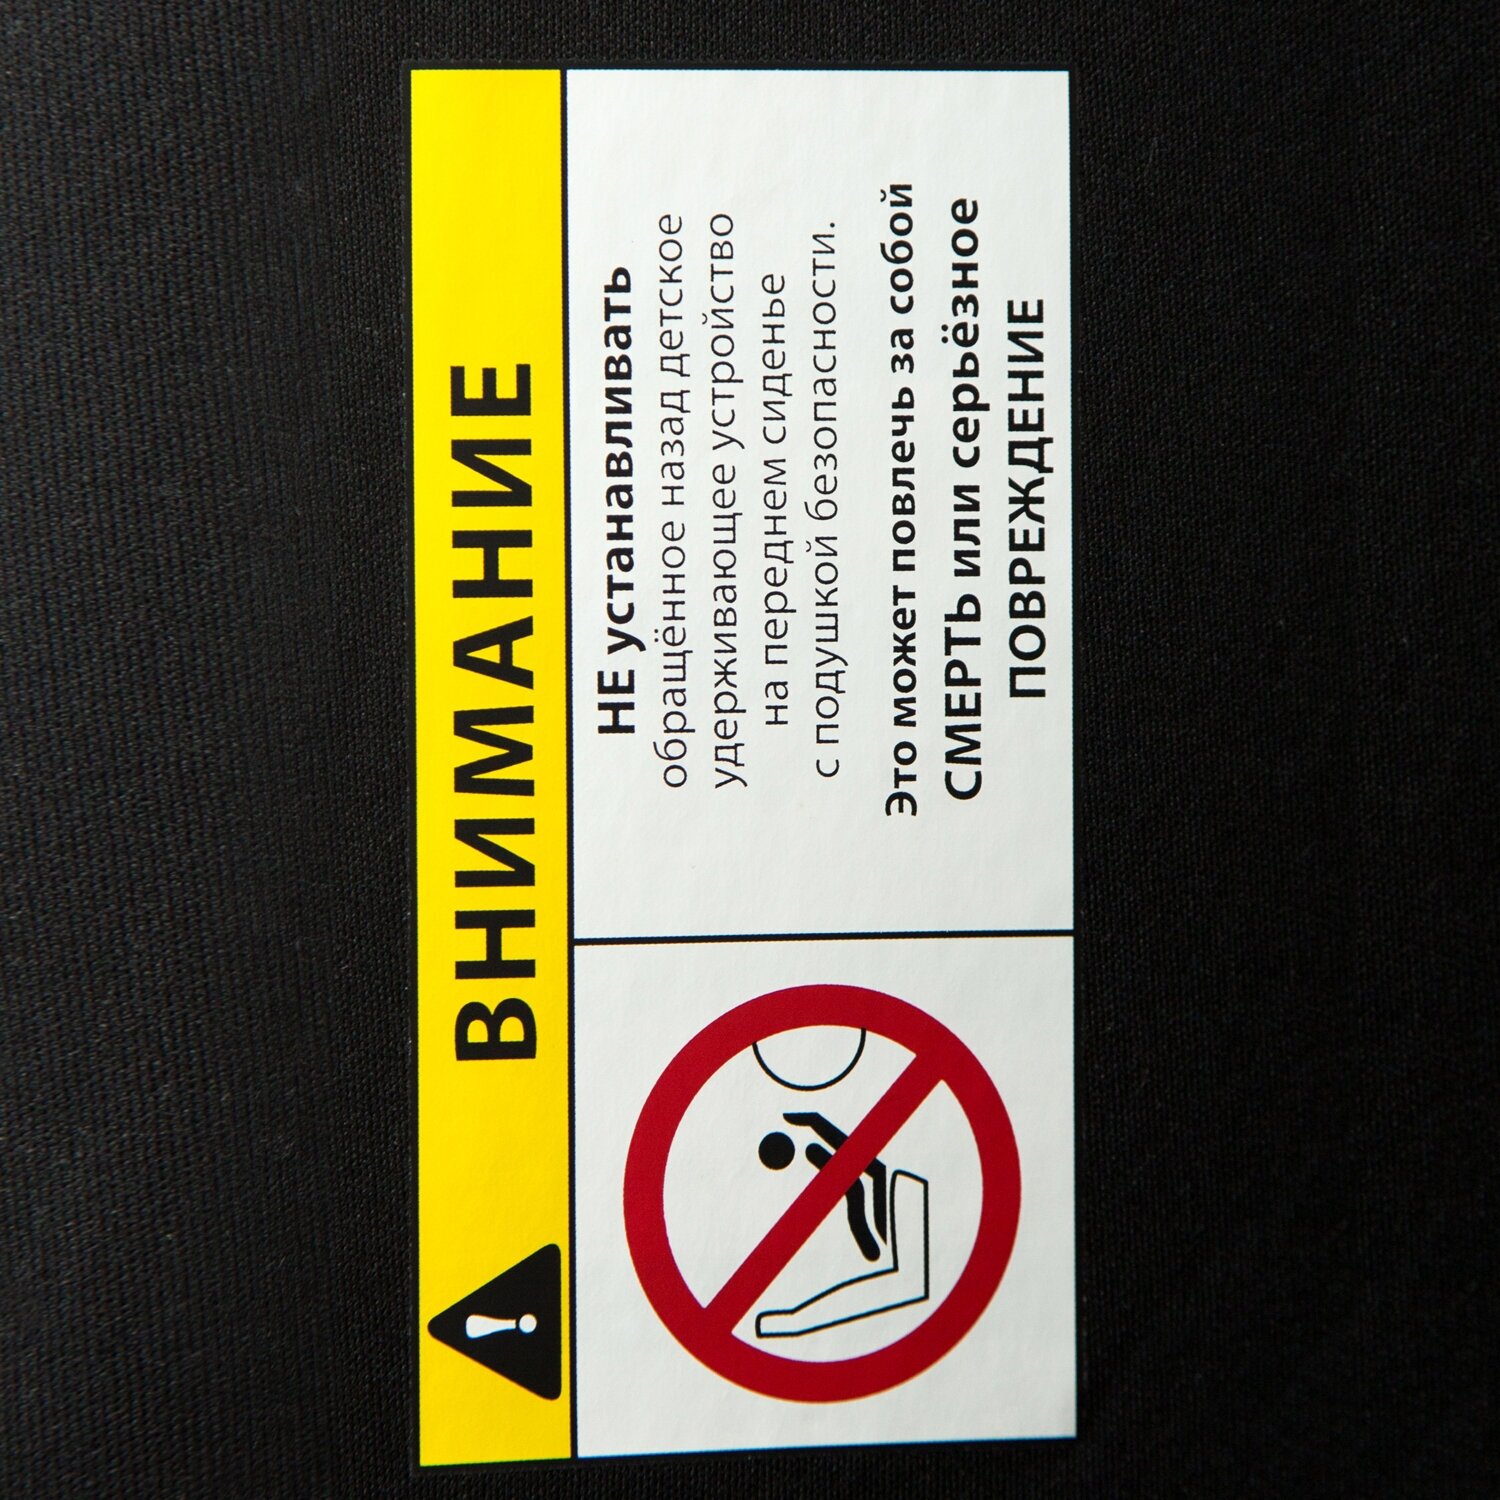 ВНИМАНИЕ
НЕ устанавливать
обращённое назад детское
удерживающее устройство
на переднем сиденье
с подушкой безопасности.
Это может повлечь за собой
СМЕРТЬ или серьёзное
ПОВРЕЖДЕНИЕ